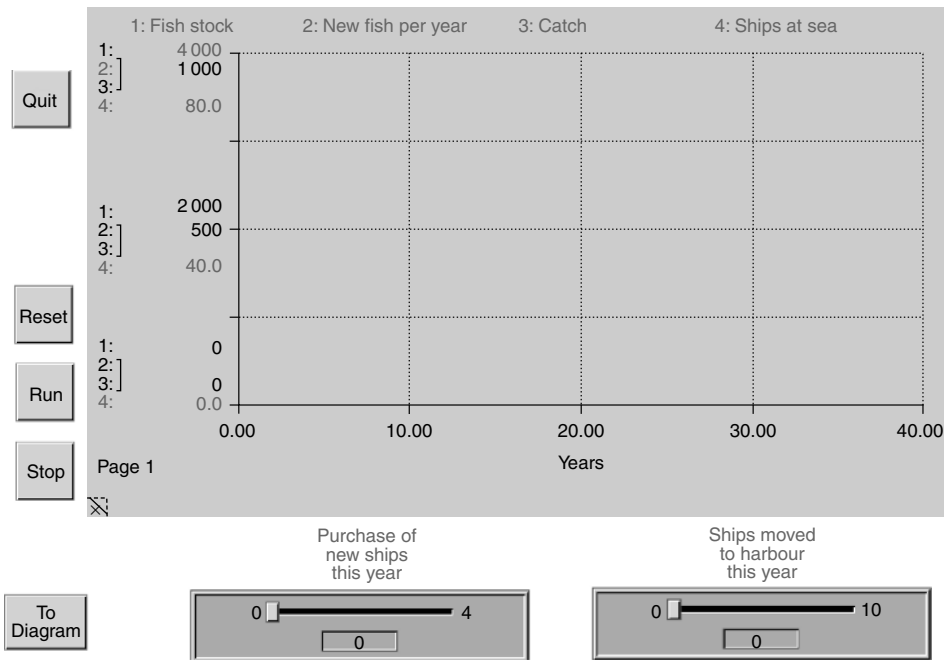 1: Fish stock 2: New fish per year 3: Catch 4: Ships at sea
1: 4 000
2: 1 000
3:
4: 80.0
Quit
1: 2 000
2: 500
3:
4: 40.0
Reset
1: 0
2:
3: 0
4: 0.0
Run
0.00 10.00 20.00 30.00 40.00
Years
Stop
Page 1
Purchase of
new ships
this year
Ships moved
to harbour
this year
To
Diagram
0 4
0
0 10
0